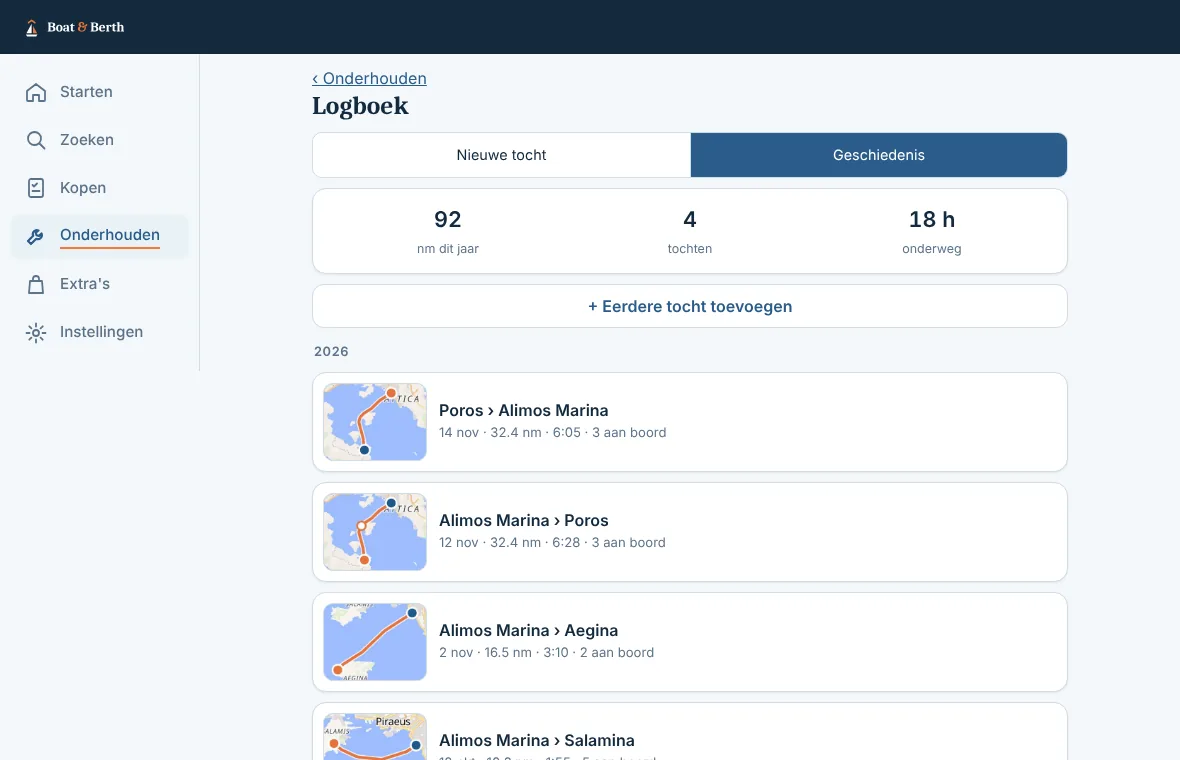 Boat & Berth
Starten
Zoeken
Kopen
Onderhouden
Extra's
Instellingen
‹ Onderhouden
Logboek
Nieuwe tocht
Geschiedenis
92
nm dit jaar
4
tochten
18 h
onderweg
+ Eerdere tocht toevoegen
2026
Poros › Alimos Marina
14 nov · 32.4 nm · 6:05 · 3 aan boord
Alimos Marina › Poros
12 nov · 32.4 nm · 6:28 · 3 aan boord
AEGINA
Alimos Marina › Aegina
2 nov · 16.5 nm · 3:10 · 2 aan boord
Piraeus
Alimos Marina › Salamina